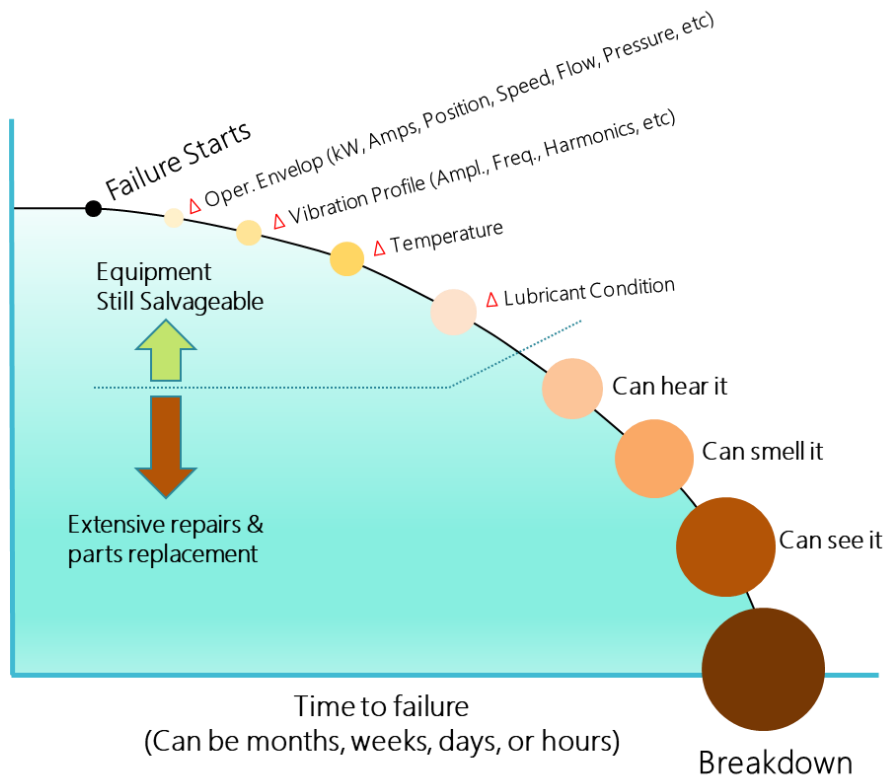 Failure Starts
Δ Oper. Envelop (kW, Amps, Position, Speed, Flow, Pressure, etc)
Δ Vibration Profile (Ampl., Freq., Harmonics, etc)
Δ Temperature
Δ Lubricant Condition
Equipment
Still Salvageable
Can hear it
Can smell it
Extensive repairs &
parts replacement
Can see it
Time to failure
(Can be months, weeks, days, or hours)
Breakdown